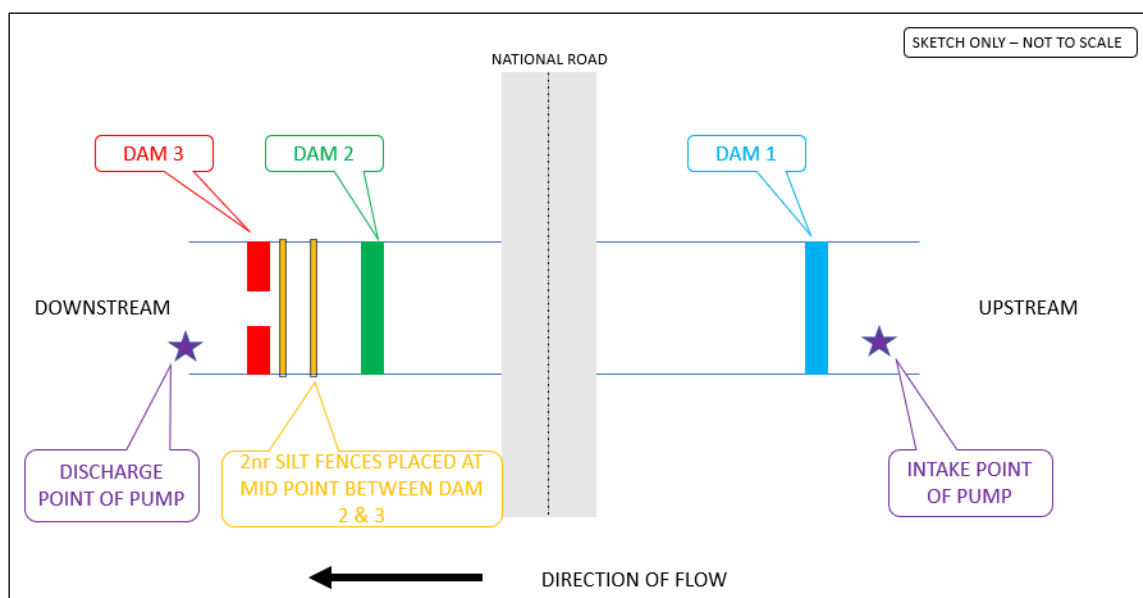 SKETCH ONLY – NOT TO SCALE
NATIONAL ROAD
DAM 3
DAM 2
DAM 1
DOWNSTREAM
UPSTREAM
DISCHARGE
POINT OF PUMP
2nr SILT FENCES PLACED AT
MID POINT BETWEEN DAM
2 & 3
INTAKE POINT
OF PUMP
DIRECTION OF FLOW